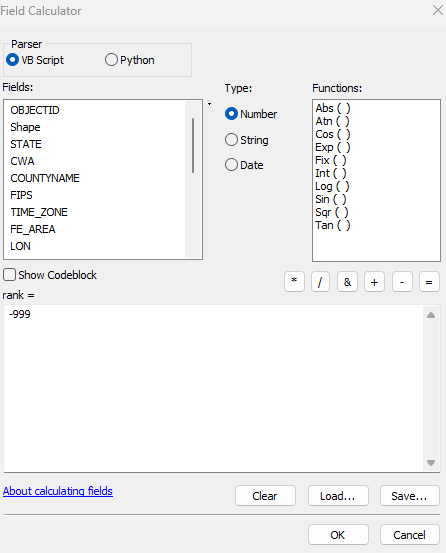 Field Calculator
Parser
VB Script
Python
Fields:
Type:
Functions:
OBJECTID
Shape
STATE
CWA
COUNTYNAME
FIPS
TIME_ZONE
FE_AREA
LON
Number
String
Date
Abs ( )
Atn ( )
Cos ( )
Exp ( )
Fix ( )
Int ( )
Log ( )
Sin ( )
Sqr ( )
Tan ( )
Show Codeblock
* / & + - =
rank =
-999
About calculating fields
Clear
Load...
Save...
OK
Cancel